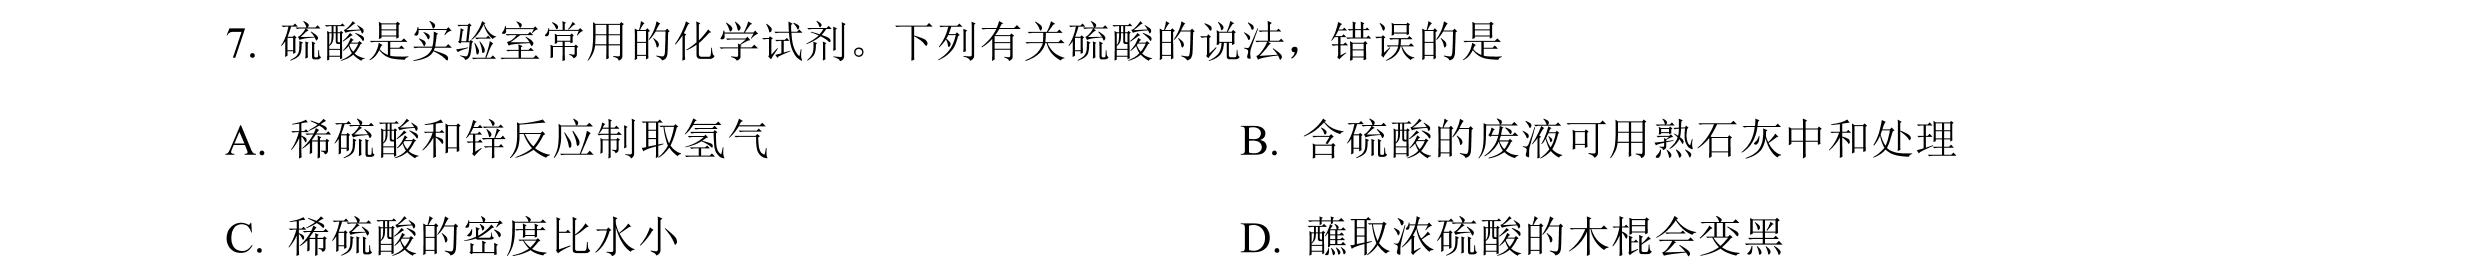 7. 硫酸是实验室常用的化学试剂。下列有关硫酸的说法，错误的是
A. 稀硫酸和锌反应制取氢气 B. 含硫酸的废液可用熟石灰中和处理
C. 稀硫酸的密度比水小 D. 蘸取浓硫酸的木棍会变黑